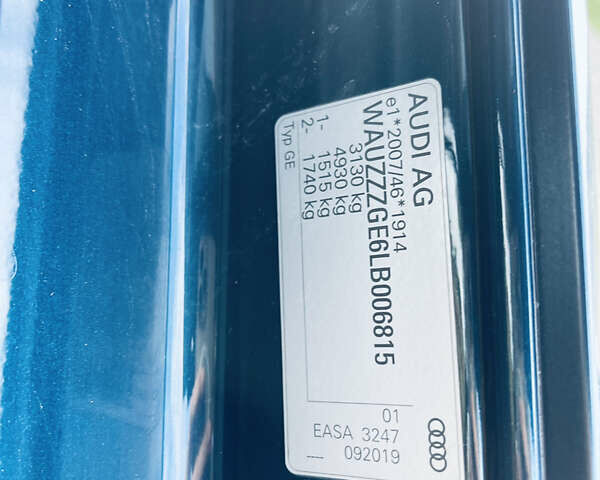 AUDI AG
e1*2007/46*1914
WAUZZZGE6LB006815
3130 kg
4930 kg
1- 1515 kg
2- 1740 kg
Typ GE
01
EASA 3247
092019